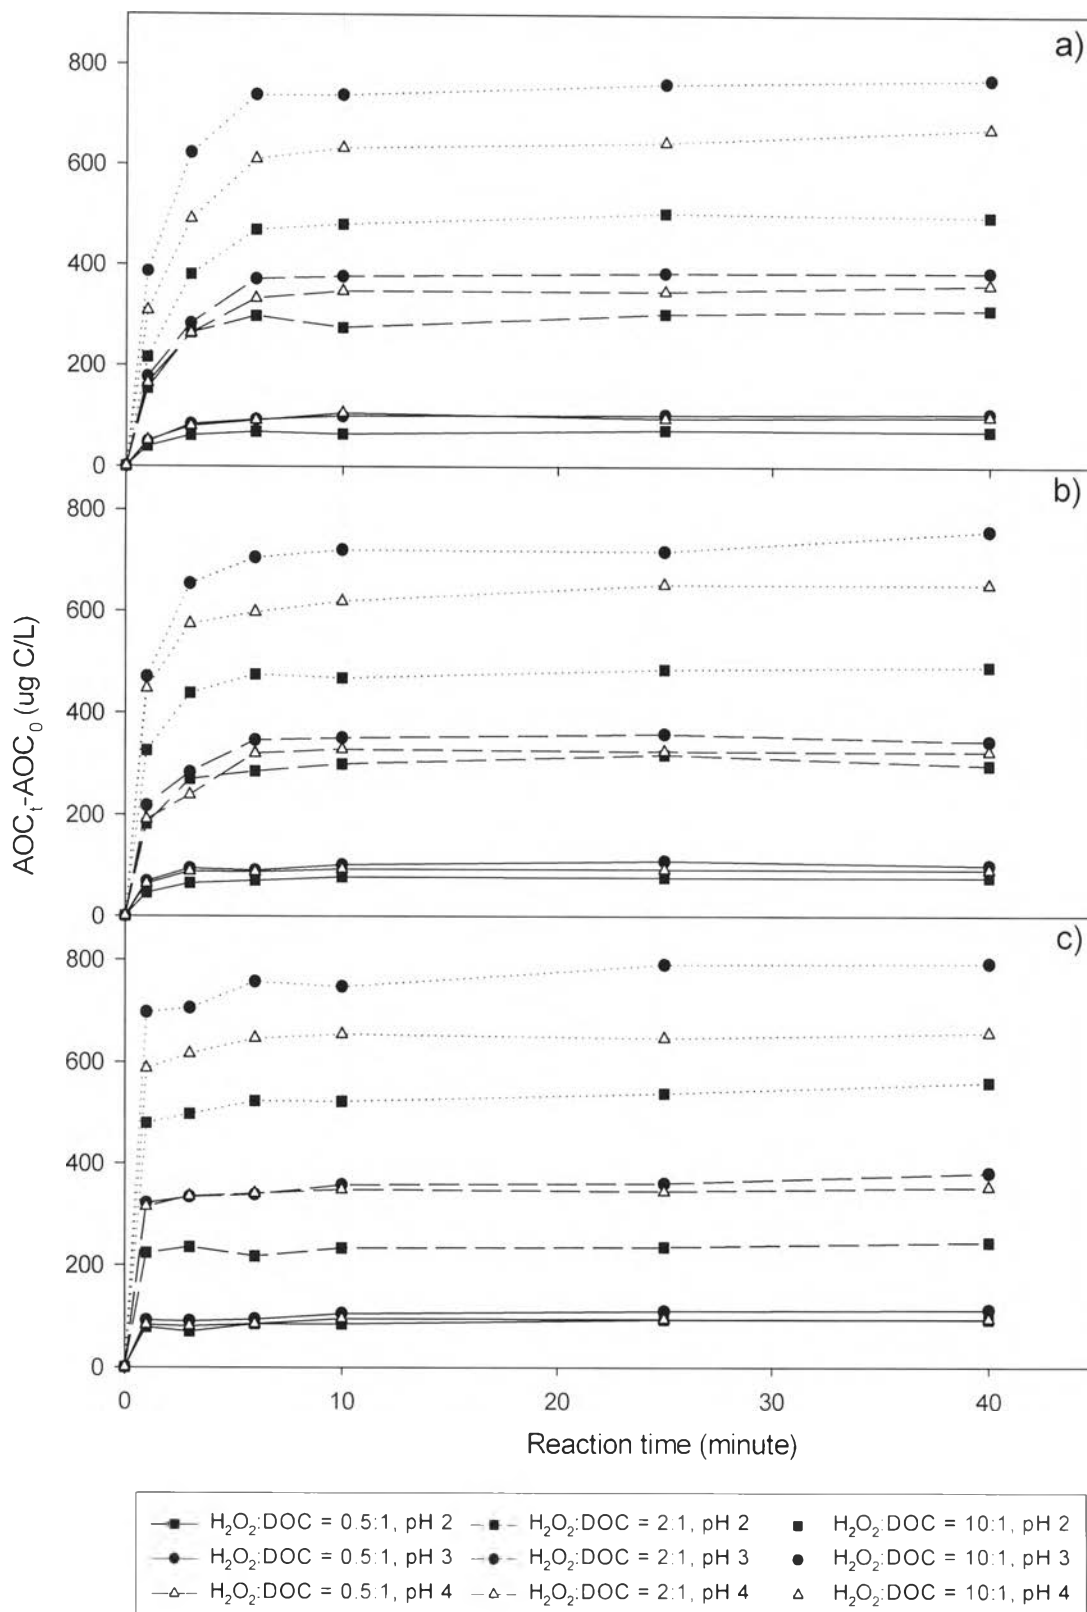 a)
800
600
400
200
0
b)
800
600
400
200
0
c)
800
600
400
200
0
0 10 20 30 40
AOCt-AOC0 (ug C/L)
Reaction time (minute)
H2O2:DOC = 0.5:1, pH 2 H2O2:DOC = 2:1, pH 2 H2O2:DOC = 10:1, pH 2
H2O2:DOC = 0.5:1, pH 3 H2O2:DOC = 2:1, pH 3 H2O2:DOC = 10:1, pH 3
H2O2:DOC = 0.5:1, pH 4 H2O2:DOC = 2:1, pH 4 H2O2:DOC = 10:1, pH 4